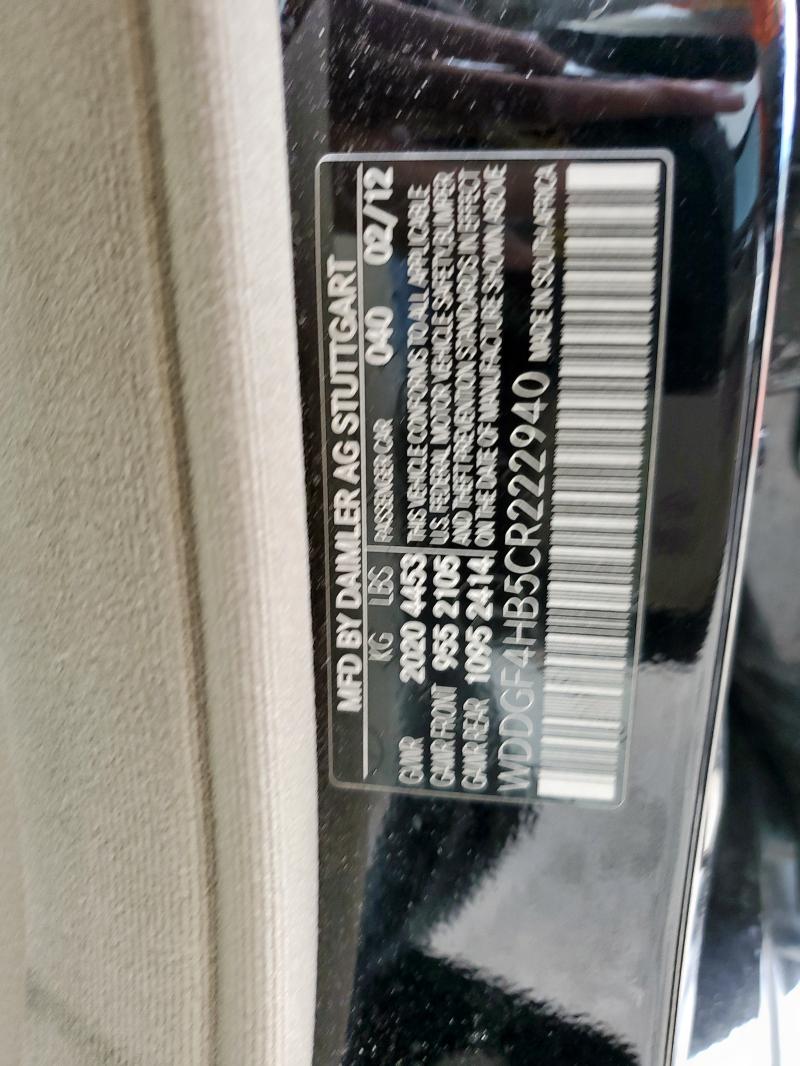 MFD BY DAIMLER AG STUTTGART
KG LBS PASSENGER CAR 040 02/12
GVWR 2020 4453 THIS VEHICLE CONFORMS TO ALL APPLICABLE
GAWR FRONT 955 2105 U.S. FEDERAL MOTOR VEHICLE SAFETY BUMPER
GAWR REAR 1095 2414 AND THEFT PREVENTION STANDARDS IN EFFECT
ON THE DATE OF MANUFACTURE SHOWN ABOVE
WDDGF4HB5CR222940 MADE IN SOUTH AFRICA